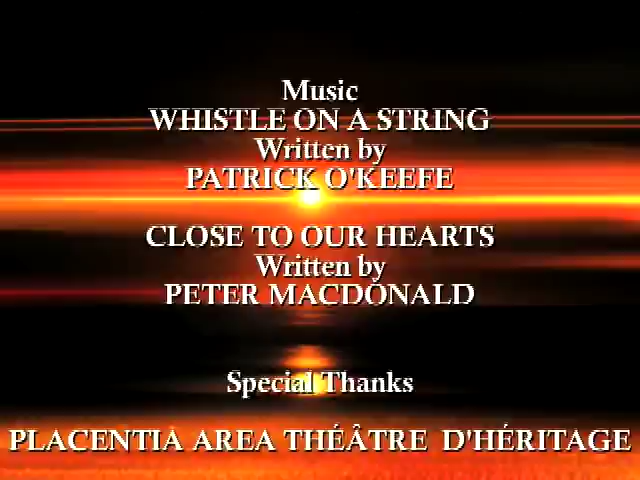 Music
WHISTLE ON A STRING
Written by
PATRICK O'KEEFE
CLOSE TO OUR HEARTS
Written by
PETER MACDONALD
Special Thanks
PLACENTIA AREA THÉÂTRE D'HÉRITAGE